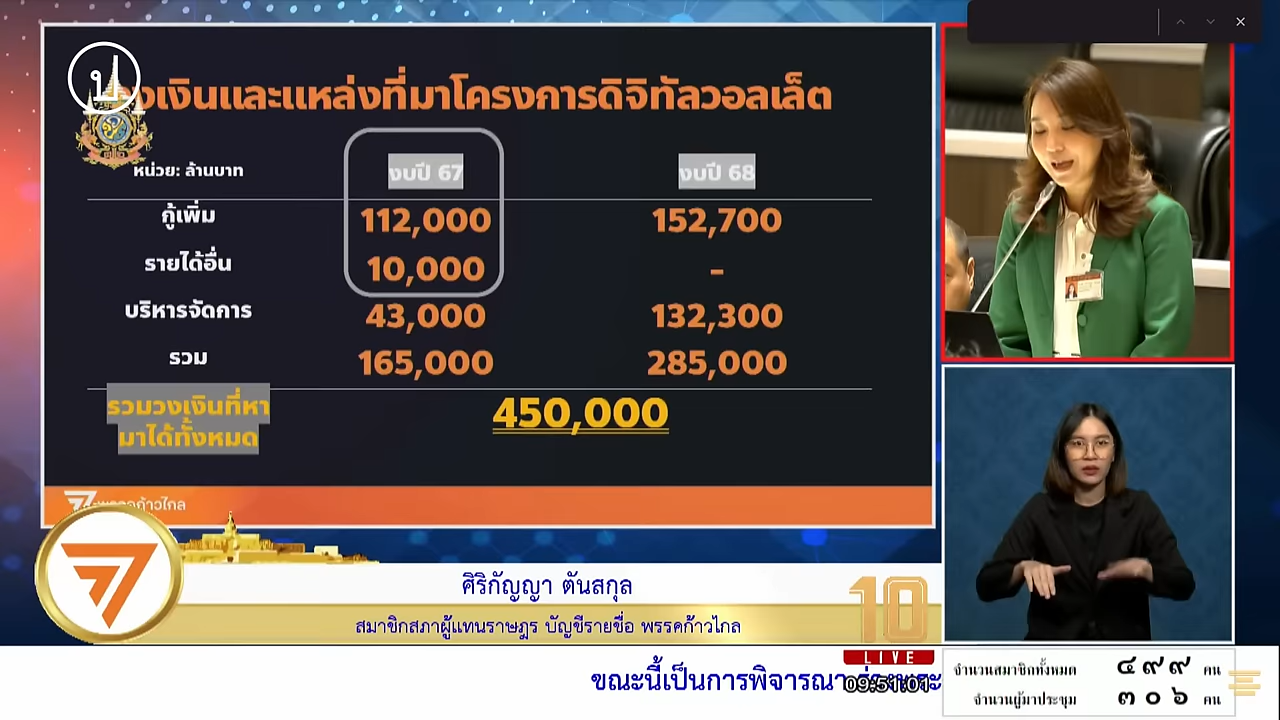 ป
งเงินและแหล่งที่มาโครงการดิจิทัลวอลเล็ต
หน่วย: ล้านบาท งบปี 67 งบปี 68
กู้เพิ่ม 112,000 152,700
รายได้อื่น 10,000 -
บริหารจัดการ 43,000 132,300
รวม 165,000 285,000
รวมวงเงินที่หา
มาได้ทั้งหมด 450,000
ก้าวไกล
ศิริกัญญา ตันสกุล
สมาชิกสภาผู้แทนราษฎร บัญชีรายชื่อ พรรคก้าวไกล
10
LIVE
09:51:01
ขณะนี้เป็นการพิจารณา
จำนวนสมาชิกทั้งหมด ๔๙๙ คน
จำนวนผู้มาประชุม ๓๐๖ คน